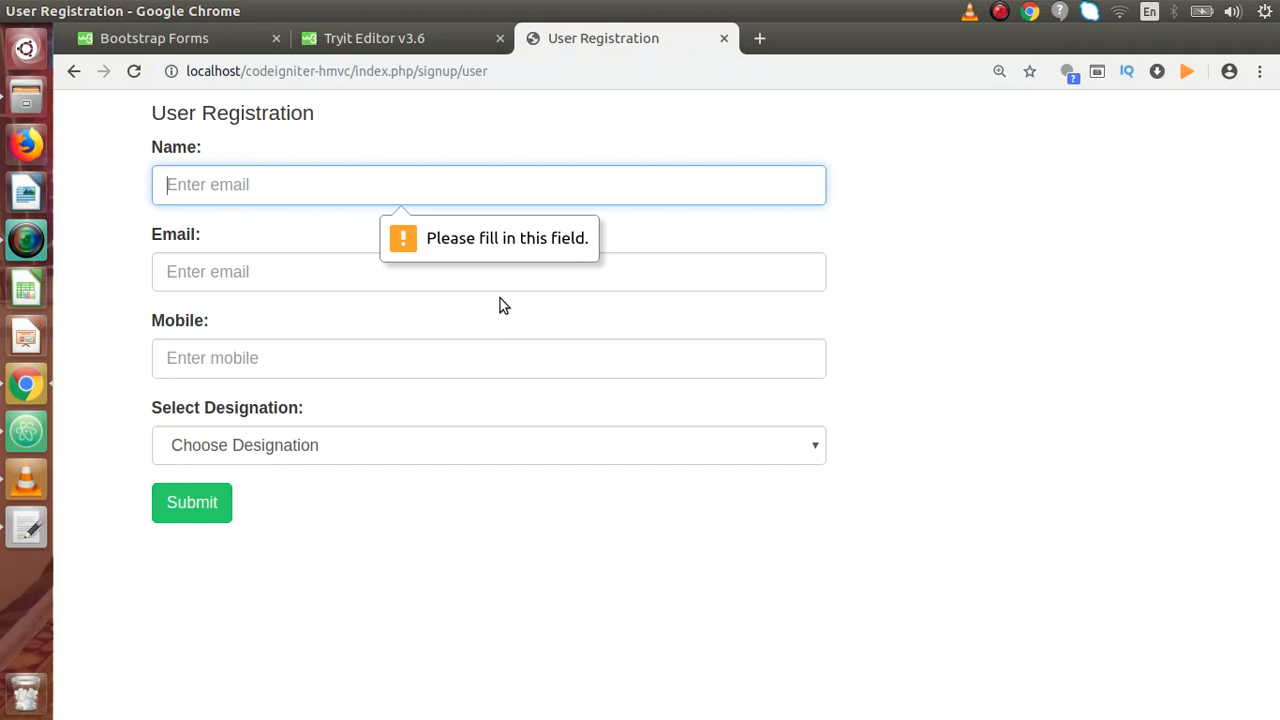 User Registration - Google Chrome
En
Bootstrap Forms
Tryit Editor v3.6
User Registration
localhost/codeigniter-hmvc/index.php/signup/user
IQ
User Registration
Name:
Enter email
Please fill in this field.
Email:
Enter email
Mobile:
Enter mobile
Select Designation:
Choose Designation
Submit